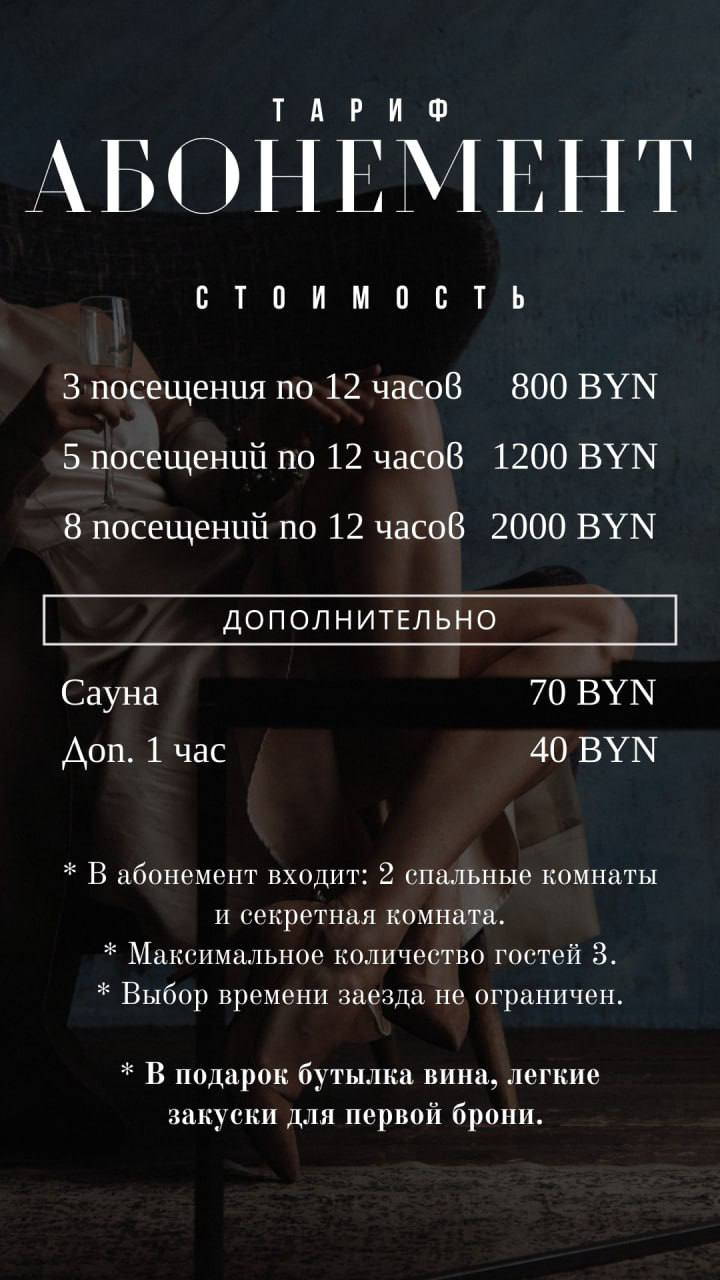 ТАРИФ
АБОНЕМЕНТ
СТОИМОСТЬ
3 посещения по 12 часов 800 BYN
5 посещений по 12 часов 1200 BYN
8 посещений по 12 часов 2000 BYN
ДОПОЛНИТЕЛЬНО
Сауна 70 BYN
Доп. 1 час 40 BYN
* В абонемент входит: 2 спальные комнаты
и секретная комната.
* Максимальное количество гостей 3.
* Выбор времени заезда не ограничен.
* В подарок бутылка вина, легкие
закуски для первой брони.